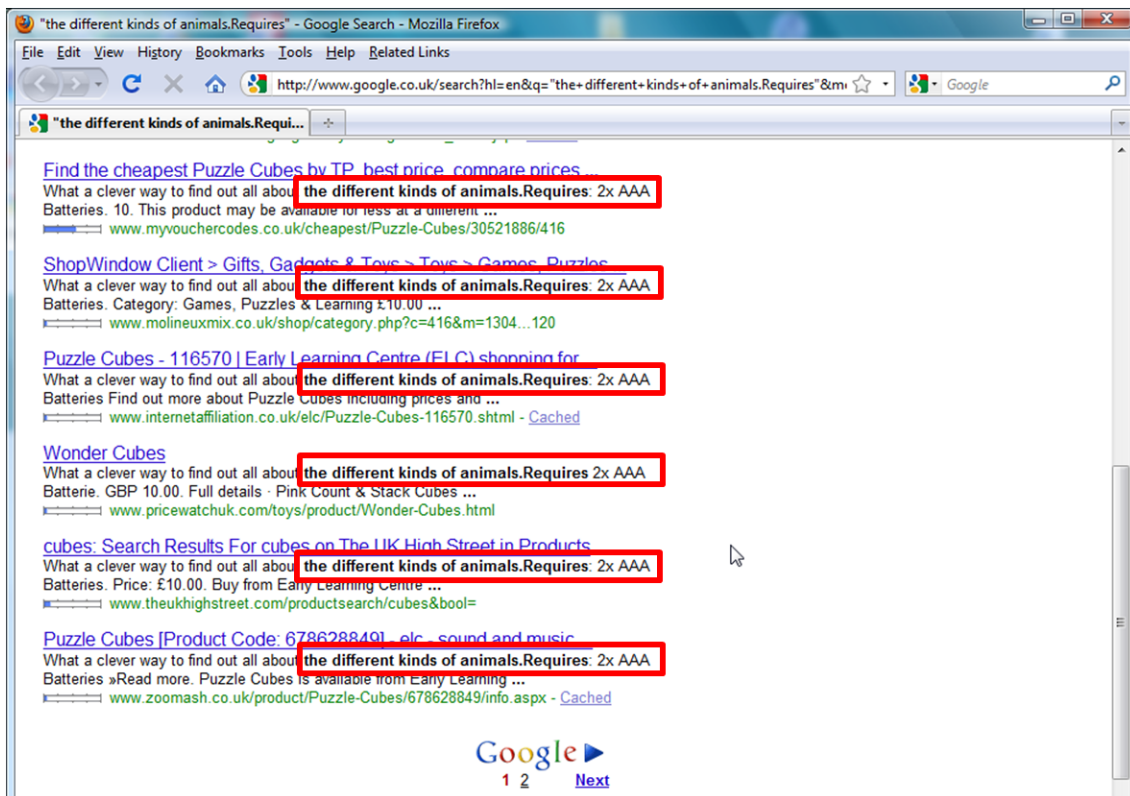 "the different kinds of animals.Requires" - Google Search - Mozilla Firefox
File Edit View History Bookmarks Tools Help Related Links
http://www.google.co.uk/search?hl=en&q="the+different+kinds+of+animals.Requires"&m
Google
"the different kinds of animals.Requi...
Find the cheapest Puzzle Cubes by TP, best price, compare prices ...
What a clever way to find out all about the different kinds of animals.Requires: 2x AAA
Batteries. 10. This product may be available for less at a different ...
www.myvouchercodes.co.uk/cheapest/Puzzle-Cubes/30521886/416
ShopWindow Client > Gifts, Gadgets & Toys > Toys > Games, Puzzles ...
What a clever way to find out all about the different kinds of animals.Requires: 2x AAA
Batteries. Category: Games, Puzzles & Learning £10.00 ...
www.molineuxmix.co.uk/shop/category.php?c=416&m=1304...120
Puzzle Cubes - 116570 | Early Learning Centre (ELC) shopping for ...
What a clever way to find out all about the different kinds of animals.Requires: 2x AAA
Batteries Find out more about Puzzle Cubes including prices and ...
www.internetaffiliation.co.uk/elc/Puzzle-Cubes-116570.shtml - Cached
Wonder Cubes
What a clever way to find out all about the different kinds of animals.Requires 2x AAA
Batterie. GBP 10.00. Full details · Pink Count & Stack Cubes ...
www.pricewatchuk.com/toys/product/Wonder-Cubes.html
cubes: Search Results For cubes on The UK High Street in Products
What a clever way to find out all about the different kinds of animals.Requires: 2x AAA
Batteries. Price: £10.00. Buy from Early Learning Centre ...
www.theukhighstreet.com/productsearch/cubes&bool=
Puzzle Cubes [Product Code: 678628849] - elc - sound and music ...
What a clever way to find out all about the different kinds of animals.Requires: 2x AAA
Batteries »Read more. Puzzle Cubes is available from Early Learning ...
www.zoomash.co.uk/product/Puzzle-Cubes/678628849/info.aspx - Cached
Google
1 2 Next